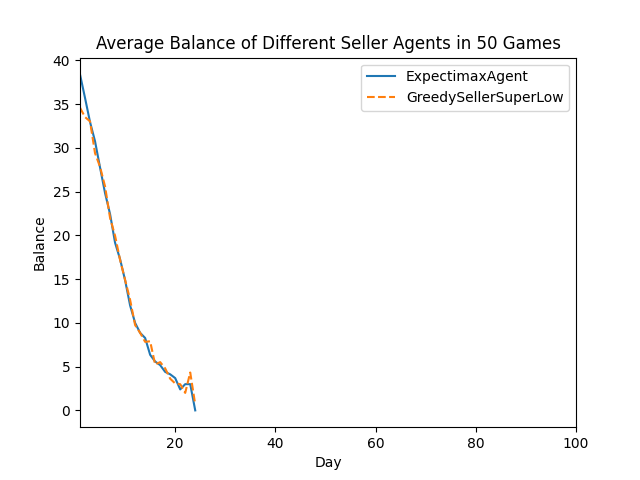 Average Balance of Different Seller Agents in 50 Games
ExpectimaxAgent
GreedySellerSuperLow
Balance
40
35
30
25
20
15
10
5
0
20
40
60
80
100
Day